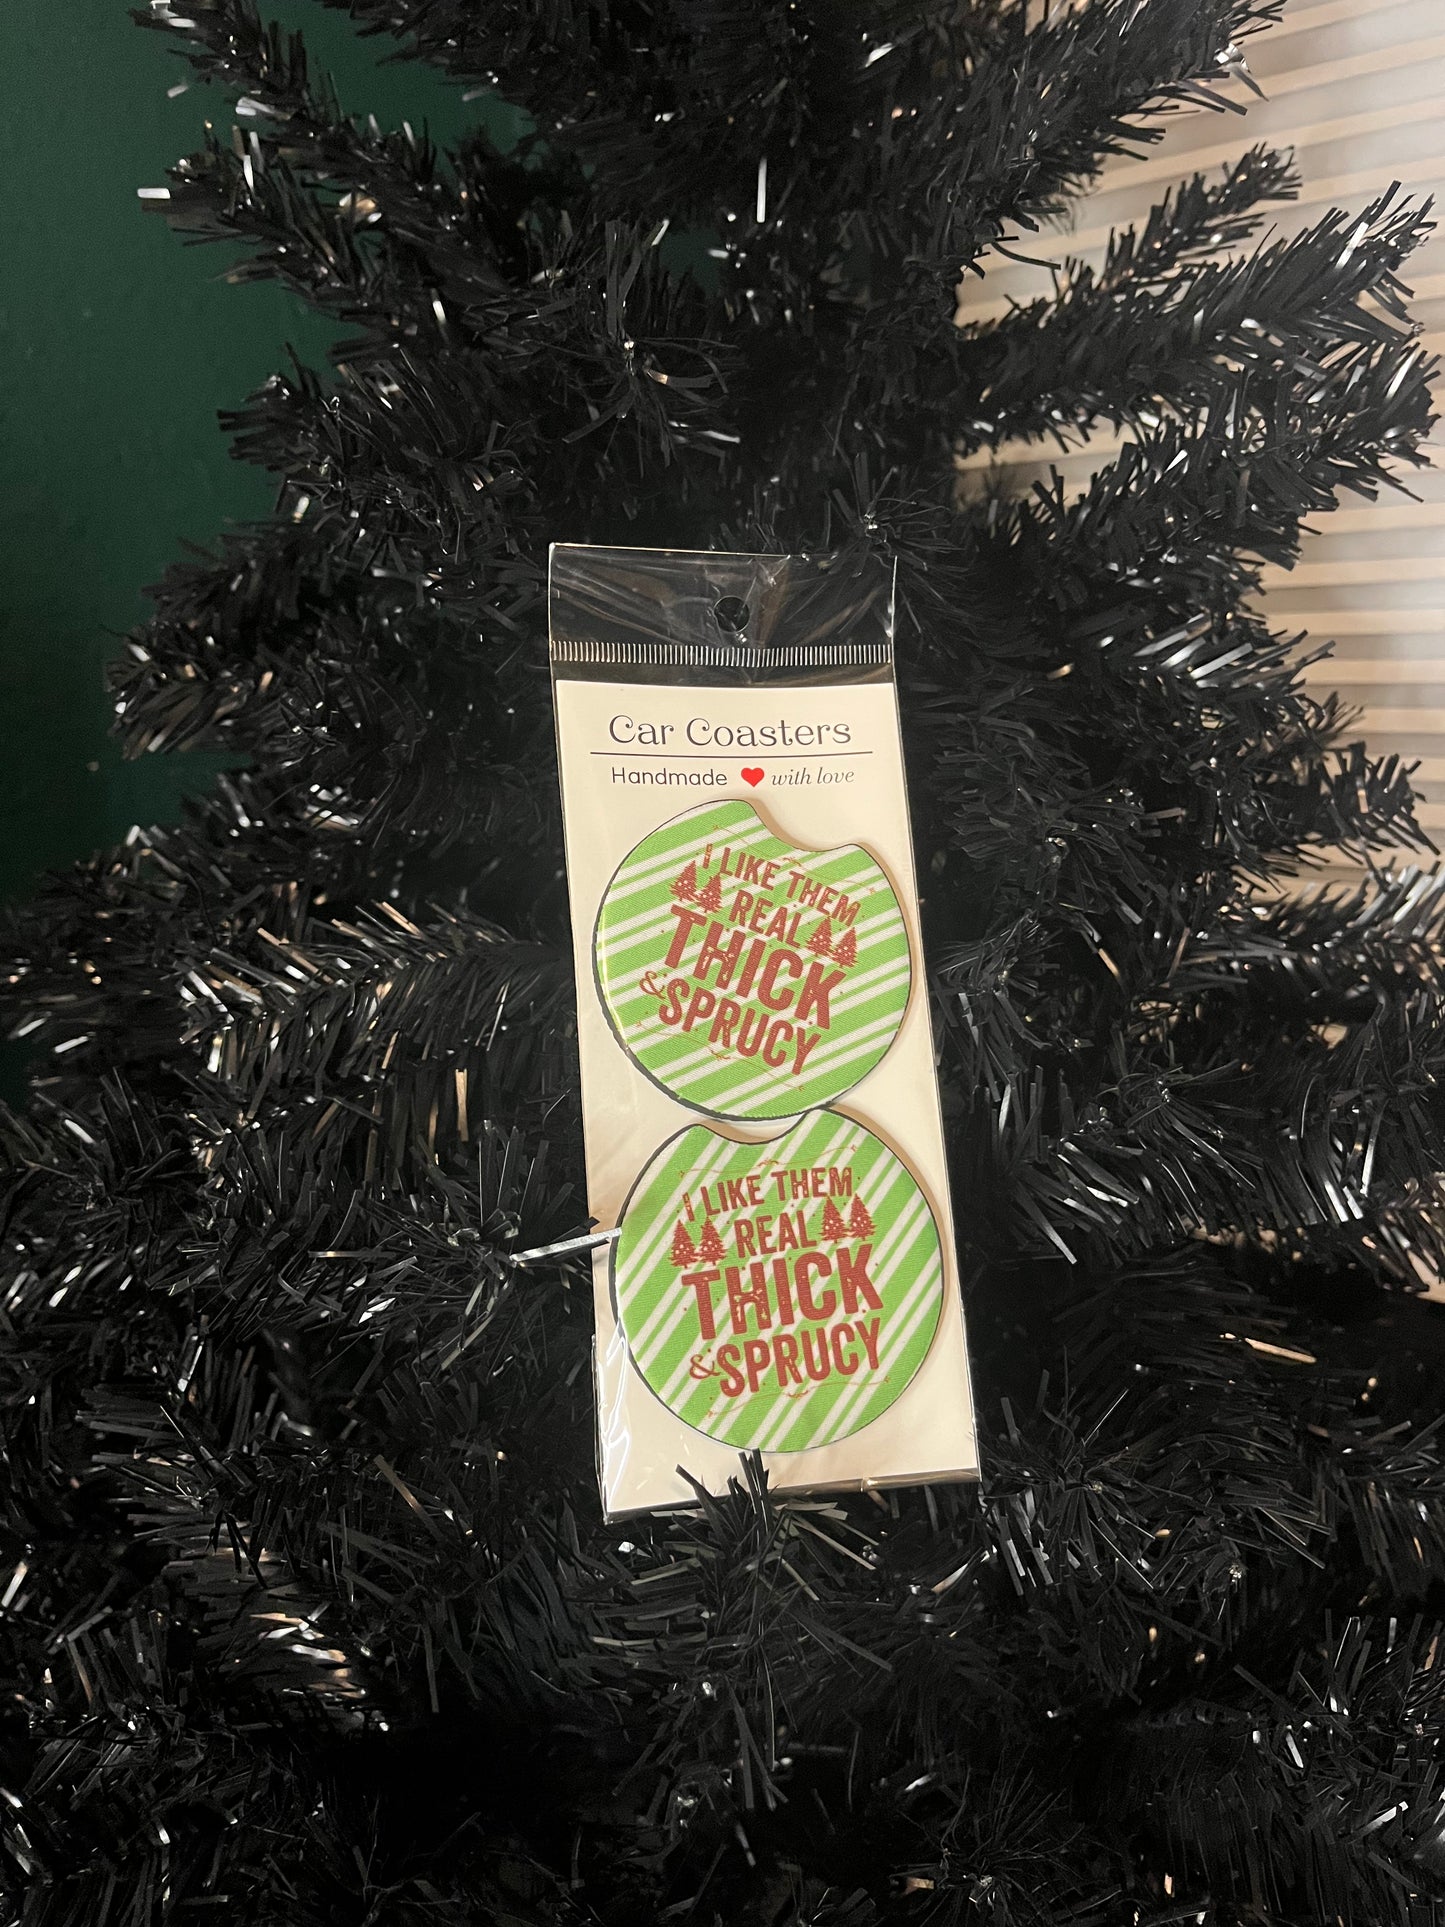 Car Coasters
Handmade ❤ with love
I LIKE THEM
REAL
THICK
& SPRUCY
I LIKE THEM
REAL
THICK
& SPRUCY